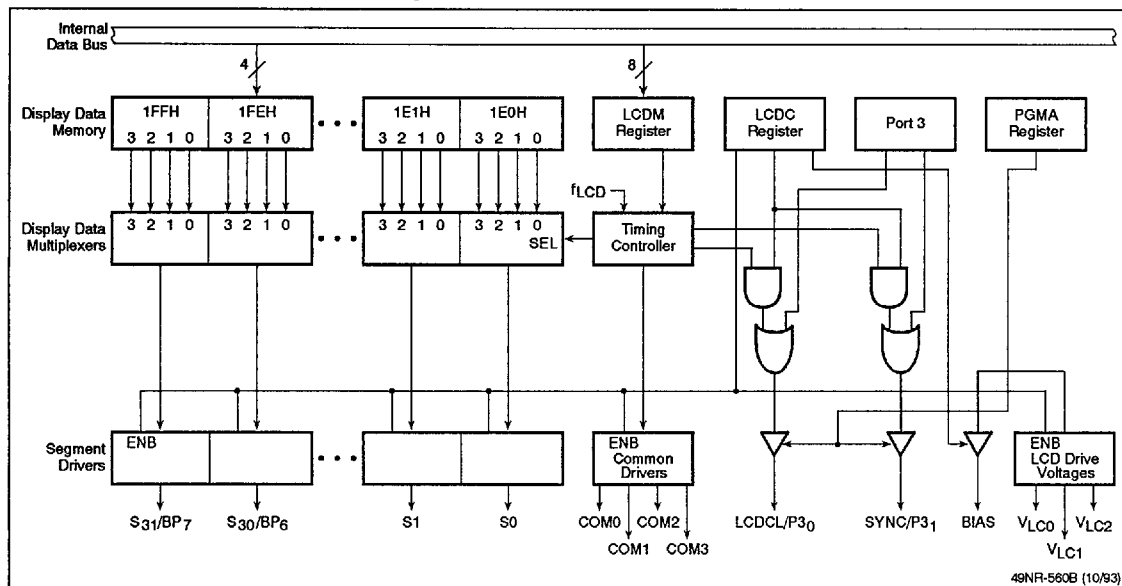 Internal
Data Bus
4
8
Display Data
Memory
1FFH
1FEH
1E1H
1E0H
3 2 1 0
3 2 1 0
3 2 1 0
3 2 1 0
LCDM
Register
LCDC
Register
Port 3
PGMA
Register
fLCD
Display Data
Multiplexers
3 2 1 0
3 2 1 0
3 2 1 0
3 2 1 0
SEL
Timing
Controller
Segment
Drivers
ENB
ENB
Common
Drivers
ENB
LCD Drive
Voltages
S31/BP7
S30/BP6
S1
S0
COM0
COM1
COM2
COM3
LCDCL/P30
SYNC/P31
BIAS
VLC0
VLC1
VLC2
49NR-560B (10/93)